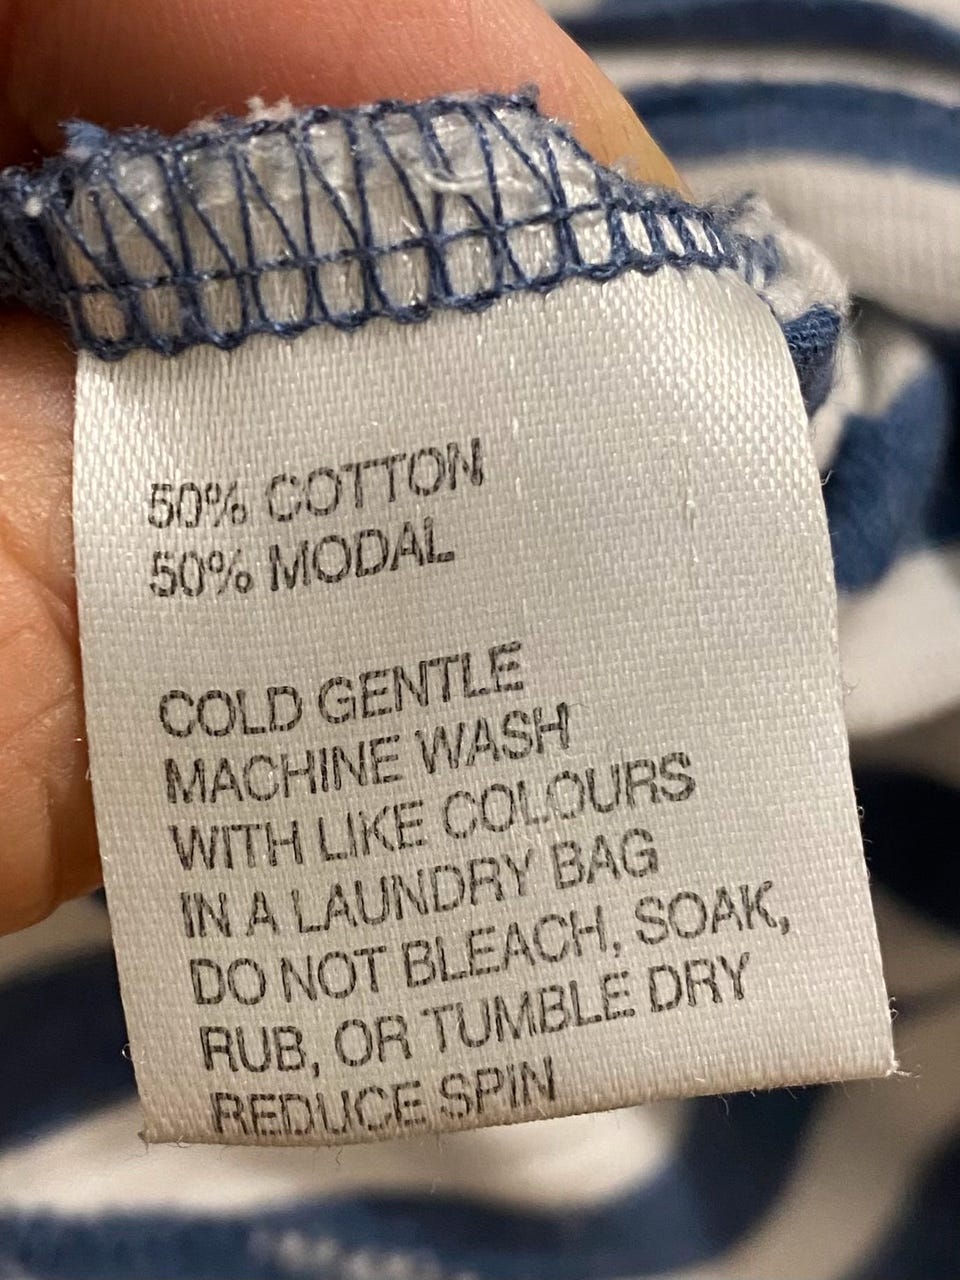 50% COTTON
50% MODAL
COLD GENTLE
MACHINE WASH
WITH LIKE COLOURS
IN A LAUNDRY BAG
DO NOT BLEACH, SOAK,
RUB, OR TUMBLE DRY
REDUCE SPIN